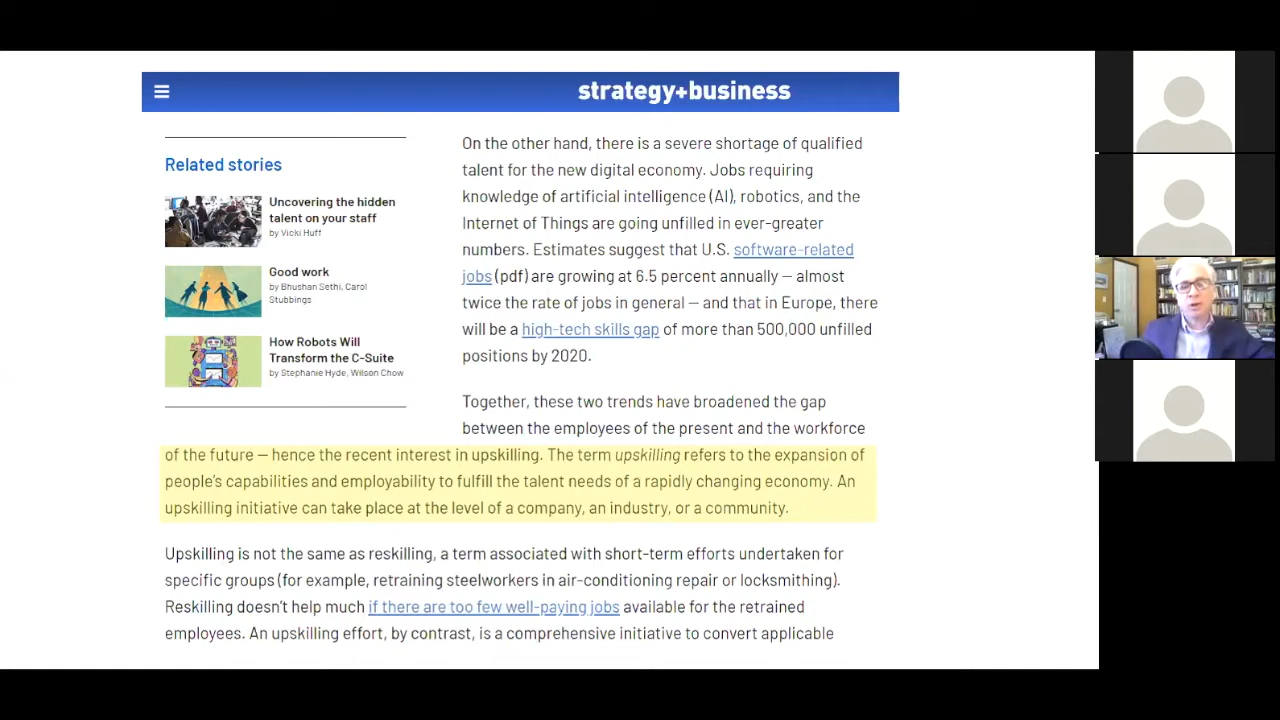 strategy+business
Related stories
Uncovering the hidden
talent on your staff
by Vicki Huff
Good work
by Bhushan Sethi, Carol
Stubbings
How Robots Will
Transform the C-Suite
by Stephanie Hyde, Wilson Chow
On the other hand, there is a severe shortage of qualified
talent for the new digital economy. Jobs requiring
knowledge of artificial intelligence (AI), robotics, and the
Internet of Things are going unfilled in ever-greater
numbers. Estimates suggest that U.S. software-related
jobs (pdf) are growing at 6.5 percent annually — almost
twice the rate of jobs in general — and that in Europe, there
will be a high-tech skills gap of more than 500,000 unfilled
positions by 2020.
Together, these two trends have broadened the gap
between the employees of the present and the workforce
of the future — hence the recent interest in upskilling. The term upskilling refers to the expansion of
people's capabilities and employability to fulfill the talent needs of a rapidly changing economy. An
upskilling initiative can take place at the level of a company, an industry, or a community.
Upskilling is not the same as reskilling, a term associated with short-term efforts undertaken for
specific groups (for example, retraining steelworkers in air-conditioning repair or locksmithing).
Reskilling doesn't help much if there are too few well-paying jobs available for the retrained
employees. An upskilling effort, by contrast, is a comprehensive initiative to convert applicable